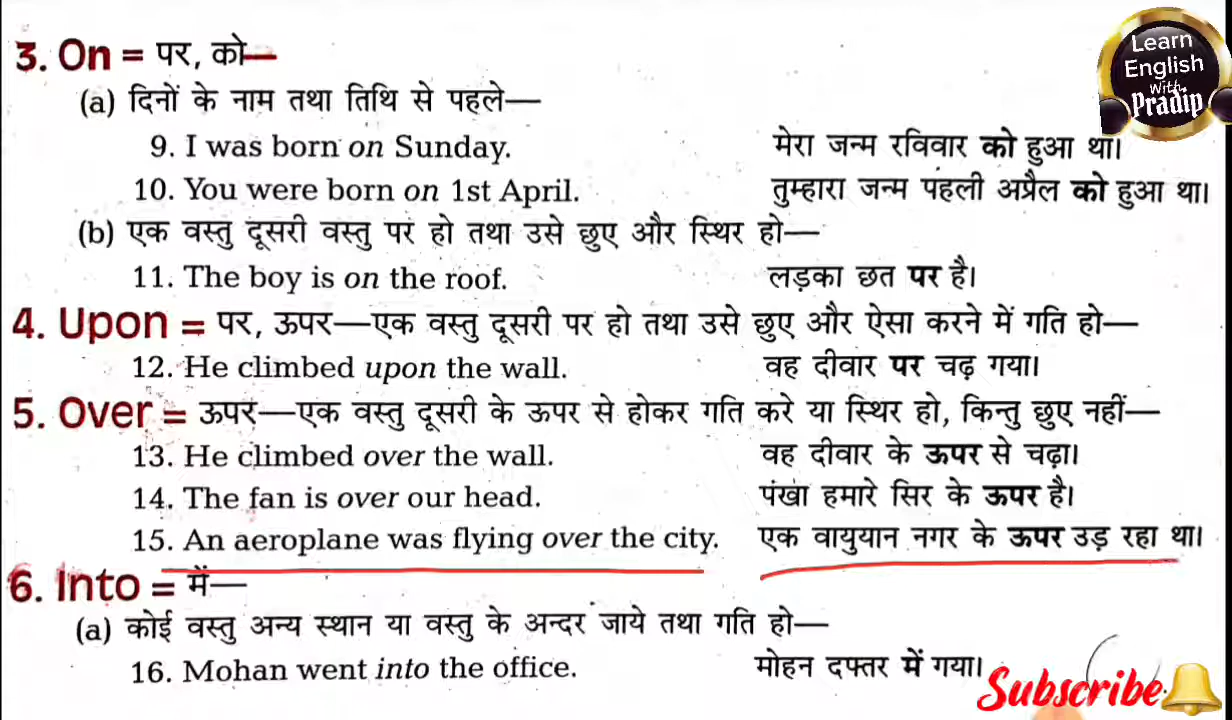 Learn
English
With
Pradip
3. On = पर, को—
(a) दिनों के नाम तथा तिथि से पहले—
9. I was born on Sunday. मेरा जन्म रविवार को हुआ था।
10. You were born on 1st April. तुम्हारा जन्म पहली अप्रैल को हुआ था।
(b) एक वस्तु दूसरी वस्तु पर हो तथा उसे छुए और स्थिर हो—
11. The boy is on the roof. लड़का छत पर है।
4. Upon = पर, ऊपर—एक वस्तु दूसरी पर हो तथा उसे छुए और ऐसा करने में गति हो—
12. He climbed upon the wall. वह दीवार पर चढ़ गया।
5. Over = ऊपर—एक वस्तु दूसरी के ऊपर से होकर गति करे या स्थिर हो, किन्तु छुए नहीं—
13. He climbed over the wall. वह दीवार के ऊपर से चढ़ा।
14. The fan is over our head. पंखा हमारे सिर के ऊपर है।
15. An aeroplane was flying over the city. एक वायुयान नगर के ऊपर उड़ रहा था।
6. Into = में—
(a) कोई वस्तु अन्य स्थान या वस्तु के अन्दर जाये तथा गति हो—
16. Mohan went into the office. मोहन दफ्तर में गया।
Subscribe